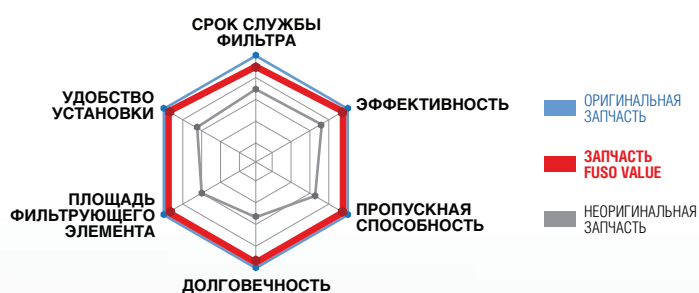 СРОК СЛУЖБЫ
ФИЛЬТРА
УДОБСТВО
УСТАНОВКИ
ЭФФЕКТИВНОСТЬ
ПЛОЩАДЬ
ФИЛЬТРУЮЩЕГО
ЭЛЕМЕНТА
ПРОПУСКНАЯ
СПОСОБНОСТЬ
ДОЛГОВЕЧНОСТЬ
ОРИГИНАЛЬНАЯ
ЗАПЧАСТЬ
ЗАПЧАСТЬ
FUSO VALUE
НЕОРИГИНАЛЬНАЯ
ЗАПЧАСТЬ